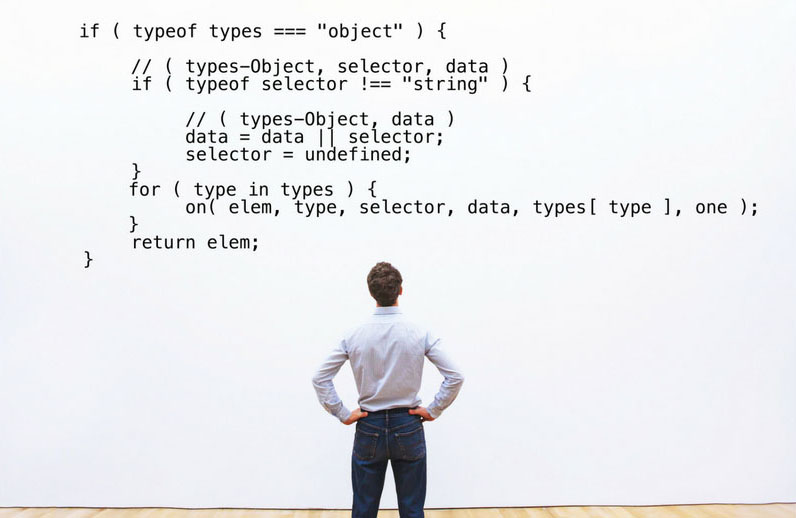 if ( typeof types === "object" ) {
// ( types-Object, selector, data )
if ( typeof selector !== "string" ) {
// ( types-Object, data )
data = data || selector;
selector = undefined;
}
for ( type in types ) {
on( elem, type, selector, data, types[ type ], one );
}
return elem;
}